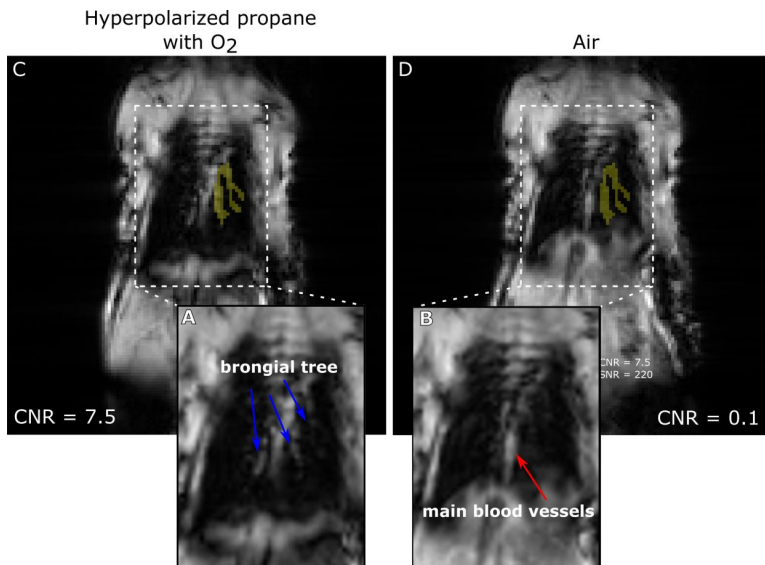 Hyperpolarized propane
with O2
Air
C
D
A
B
brongial tree
CNR = 7.5
SNR = 220
CNR = 7.5
CNR = 0.1
main blood vessels